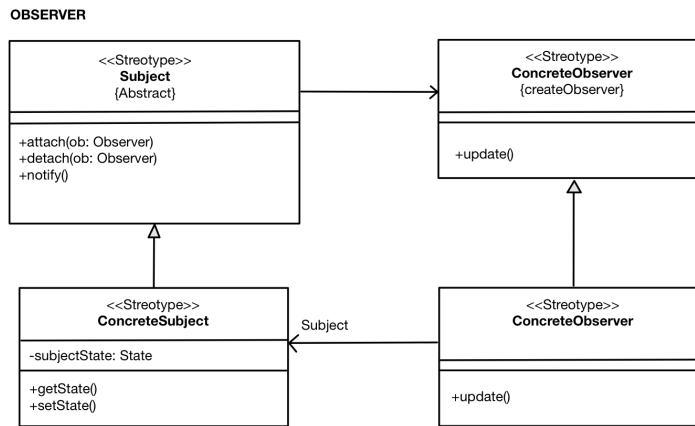 OBSERVER
<<Streotype>>
Subject
{Abstract}
+attach(ob: Observer)
+detach(ob: Observer)
+notify()
<<Streotype>>
ConcreteObserver
{createObserver}
+update()
<<Streotype>>
ConcreteSubject
-subjectState: State
+getState()
+setState()
Subject
<<Streotype>>
ConcreteObserver
+update()